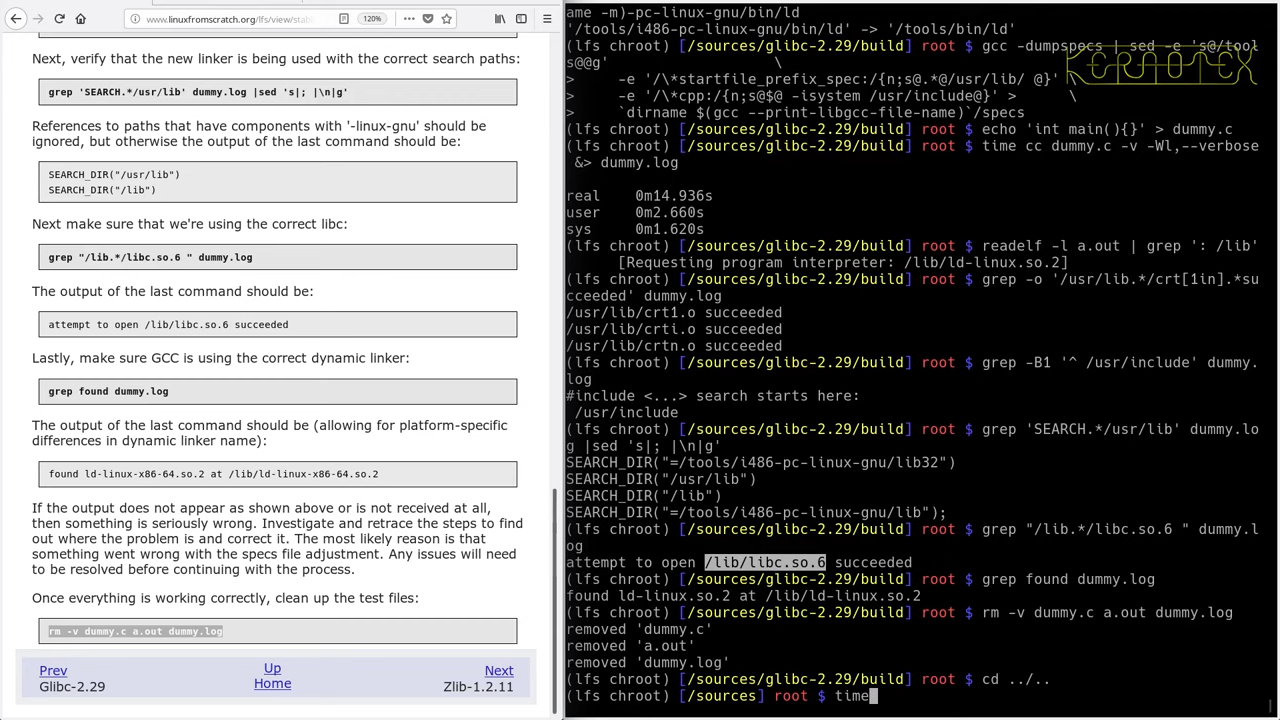 www.linuxfromscratch.org/lfs/view/stab
120%
Next, verify that the new linker is being used with the correct search paths:
grep 'SEARCH.*/usr/lib' dummy.log |sed 's|; |\n|g'
References to paths that have components with '-linux-gnu' should be
ignored, but otherwise the output of the last command should be:
SEARCH_DIR("/usr/lib")
SEARCH_DIR("/lib")
Next make sure that we're using the correct libc:
grep "/lib.*/libc.so.6 " dummy.log
The output of the last command should be:
attempt to open /lib/libc.so.6 succeeded
Lastly, make sure GCC is using the correct dynamic linker:
grep found dummy.log
The output of the last command should be (allowing for platform-specific
differences in dynamic linker name):
found ld-linux-x86-64.so.2 at /lib/ld-linux-x86-64.so.2
If the output does not appear as shown above or is not received at all,
then something is seriously wrong. Investigate and retrace the steps to find
out where the problem is and correct it. The most likely reason is that
something went wrong with the specs file adjustment. Any issues will need
to be resolved before continuing with the process.
Once everything is working correctly, clean up the test files:
rm -v dummy.c a.out dummy.log
Prev
Glibc-2.29
Up
Home
Next
Zlib-1.2.11
ame -m)-pc-linux-gnu/bin/ld
'/tools/i486-pc-linux-gnu/bin/ld' -> '/tools/bin/ld'
(lfs chroot) [/sources/glibc-2.29/build] root $ gcc -dumpspecs | sed -e 's@/tool
s@@g' \
> -e '/\*startfile_prefix_spec:/{n;s@.*@/usr/lib/ @}'
> -e '/\*cpp:/{n;s@$@ -isystem /usr/include@}' > \
> `dirname $(gcc --print-libgcc-file-name)`/specs
(lfs chroot) [/sources/glibc-2.29/build] root $ echo 'int main(){}' > dummy.c
(lfs chroot) [/sources/glibc-2.29/build] root $ time cc dummy.c -v -Wl,--verbose
&> dummy.log
real 0m14.936s
user 0m2.660s
sys 0m1.620s
(lfs chroot) [/sources/glibc-2.29/build] root $ readelf -l a.out | grep ': /lib'
[Requesting program interpreter: /lib/ld-linux.so.2]
(lfs chroot) [/sources/glibc-2.29/build] root $ grep -o '/usr/lib.*/crt[1in].*su
cceeded' dummy.log
/usr/lib/crt1.o succeeded
/usr/lib/crti.o succeeded
/usr/lib/crtn.o succeeded
(lfs chroot) [/sources/glibc-2.29/build] root $ grep -B1 '^ /usr/include' dummy.
log
#include <...> search starts here:
/usr/include
(lfs chroot) [/sources/glibc-2.29/build] root $ grep 'SEARCH.*/usr/lib' dummy.lo
g |sed 's|; |\n|g'
SEARCH_DIR("=/tools/i486-pc-linux-gnu/lib32")
SEARCH_DIR("/usr/lib")
SEARCH_DIR("/lib")
SEARCH_DIR("=/tools/i486-pc-linux-gnu/lib");
(lfs chroot) [/sources/glibc-2.29/build] root $ grep "/lib.*/libc.so.6 " dummy.l
og
attempt to open /lib/libc.so.6 succeeded
(lfs chroot) [/sources/glibc-2.29/build] root $ grep found dummy.log
found ld-linux.so.2 at /lib/ld-linux.so.2
(lfs chroot) [/sources/glibc-2.29/build] root $ rm -v dummy.c a.out dummy.log
removed 'dummy.c'
removed 'a.out'
removed 'dummy.log'
(lfs chroot) [/sources/glibc-2.29/build] root $ cd ../..
(lfs chroot) [/sources] root $ time